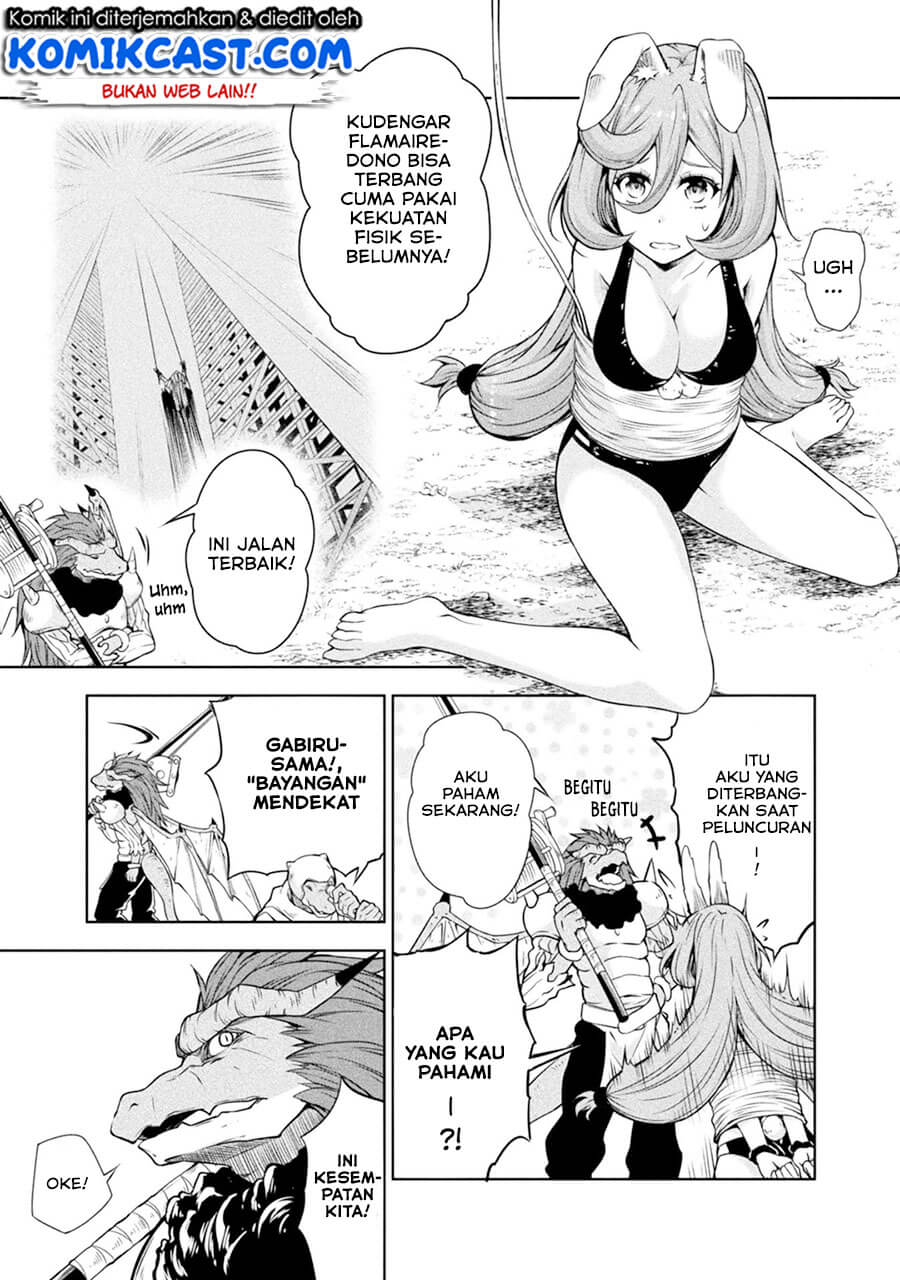 Komik ini diterjemahkan & diedit oleh
KOMIKCAST.COM
BUKAN WEB LAIN!!
KUDENGAR
FLAMAIRE-
DONO BISA
TERBANG
CUMA PAKAI
KEKUATAN
FISIK SE-
BELUMNYA!
UGH
...
INI JALAN
TERBAIK!
Uhm,
uhm
ITU
AKU YANG
DITERBANG-
KAN SAAT
PELUNCURAN
–
!
BEGITU
BEGITU
AKU
PAHAM
SEKARANG!
APA
YANG KAU
PAHAMI
–
?!
GABIRU-
SAMA!,
"BAYANGAN"
MENDEKAT
INI
KESEM-
PATAN
KITA!
OKE!